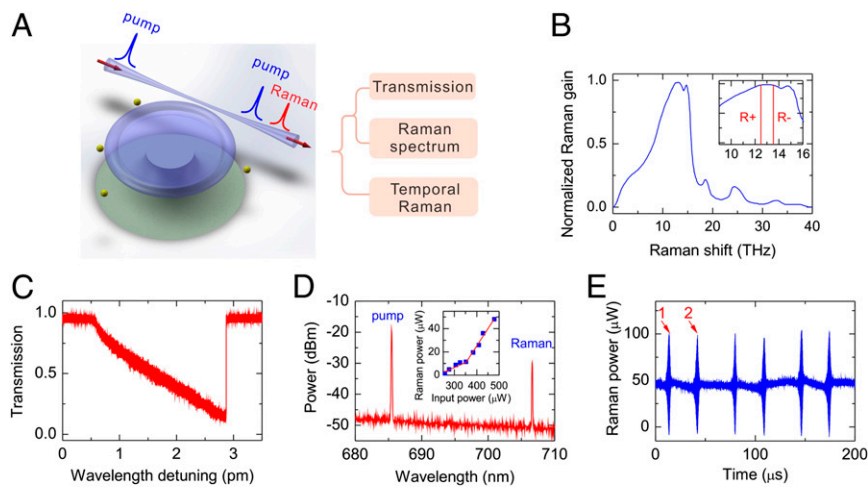 A
pump
pump
Raman
Transmission
Raman
spectrum
Temporal
Raman
B
Normalized Raman gain
1.0
0.5
0.0
0 10 20 30 40
Raman shift (THz)
R+ R-
10 12 14 16
C
Transmission
1.0
0.5
0.0
0 1 2 3
Wavelength detuning (pm)
D
Power (dBm)
-10
-20
-30
-40
-50
680 690 700 710
Wavelength (nm)
pump
Raman
Raman power (μW)
40
20
0
300 400 500
Input power (μW)
E
Raman power (μW)
100
50
0
0 50 100 150 200
Time (μs)
1 2